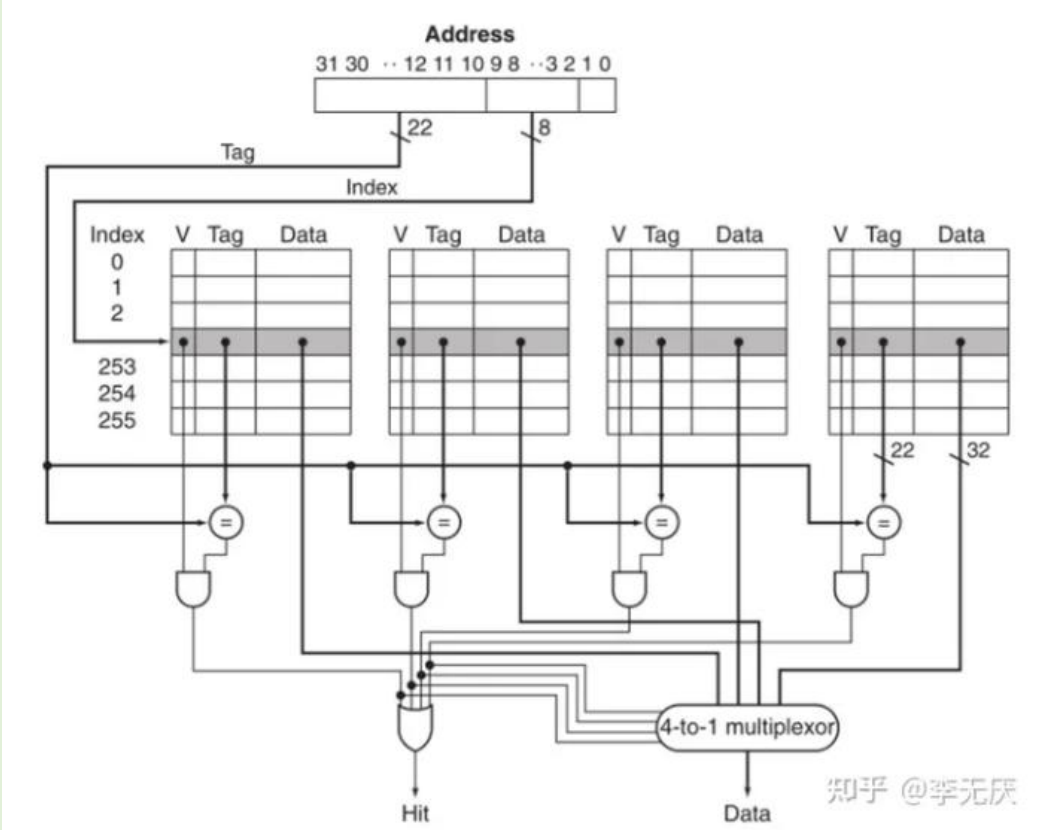 Address
31 30 ·· 12 11 10 9 8 ··3 2 1 0
22
8
Tag
Index
Index V Tag Data V Tag Data V Tag Data V Tag Data
0
1
2
253
254
255
22 32
= = = =
4-to-1 multiplexor
Hit Data
知乎 @李无厌